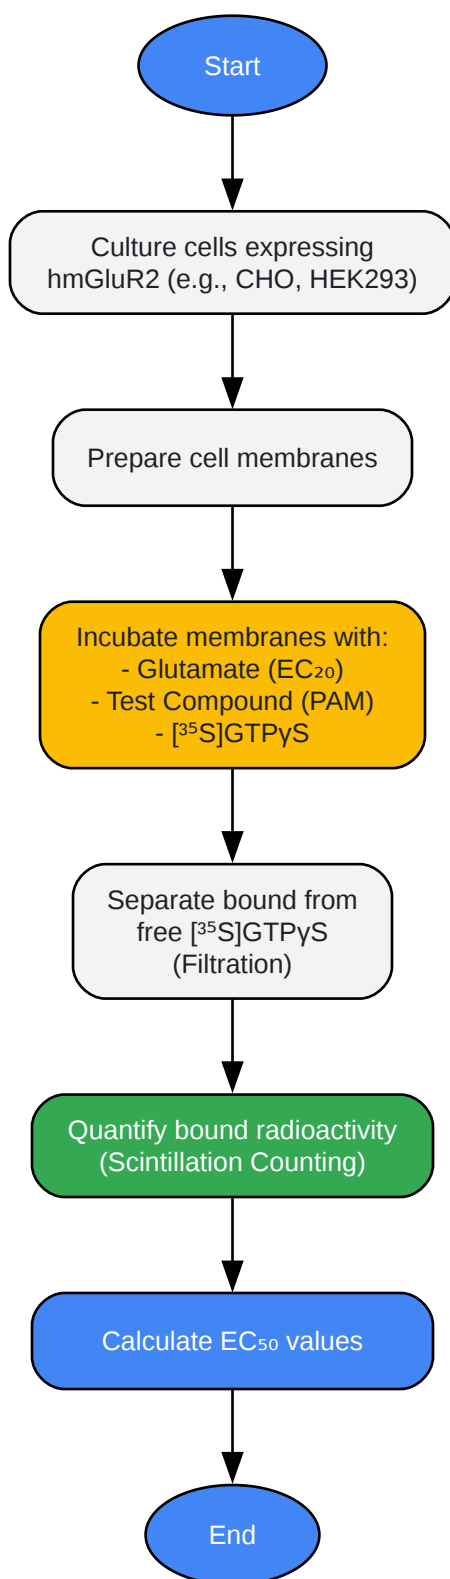 Start
Culture cells expressing
hmGluR2 (e.g., CHO, HEK293)
Prepare cell membranes
Incubate membranes with:
- Glutamate (EC₂₀)
- Test Compound (PAM)
- [³⁵S]GTPγS
Separate bound from
free [³⁵S]GTPγS
(Filtration)
Quantify bound radioactivity
(Scintillation Counting)
Calculate EC₅₀ values
End